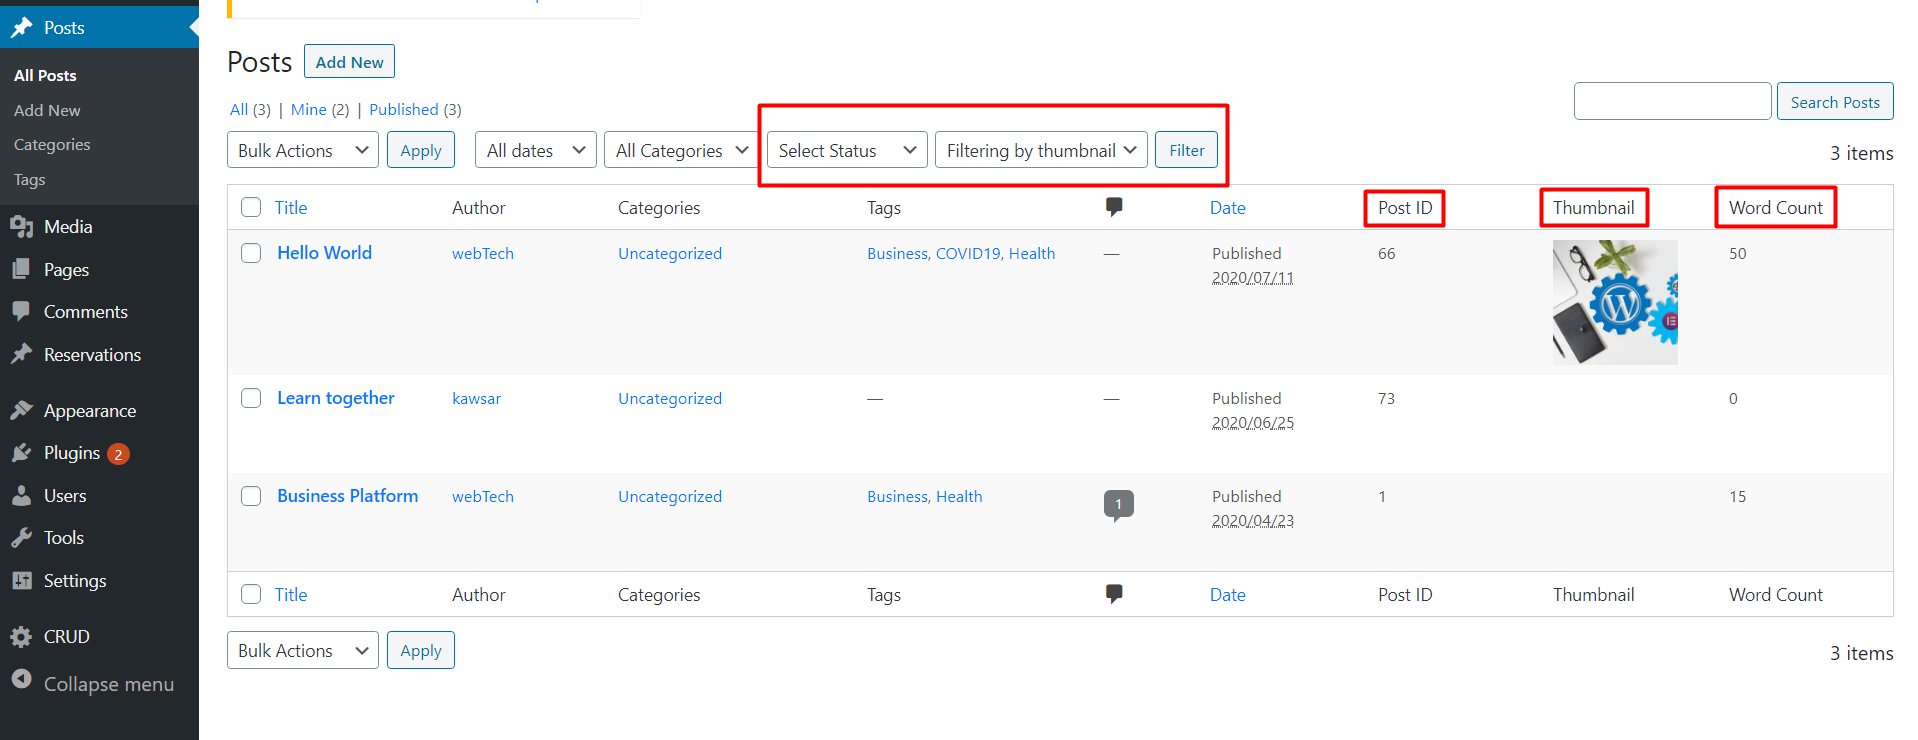 Posts
All Posts
Add New
Categories
Tags
Media
Pages
Comments
Reservations
Appearance
Plugins 2
Users
Tools
Settings
CRUD
Collapse menu
Posts Add New
All (3) | Mine (2) | Published (3)
Search Posts
Bulk Actions Apply All dates All Categories Select Status Filtering by thumbnail Filter 3 items
Title Author Categories Tags Date Post ID Thumbnail Word Count
Hello World webTech Uncategorized Business, COVID19, Health — Published 66 50
2020/07/11
Learn together kawsar Uncategorized — — Published 73 0
2020/06/25
Business Platform webTech Uncategorized Business, Health 1 Published 1 15
2020/04/23
Title Author Categories Tags Date Post ID Thumbnail Word Count
Bulk Actions Apply 3 items